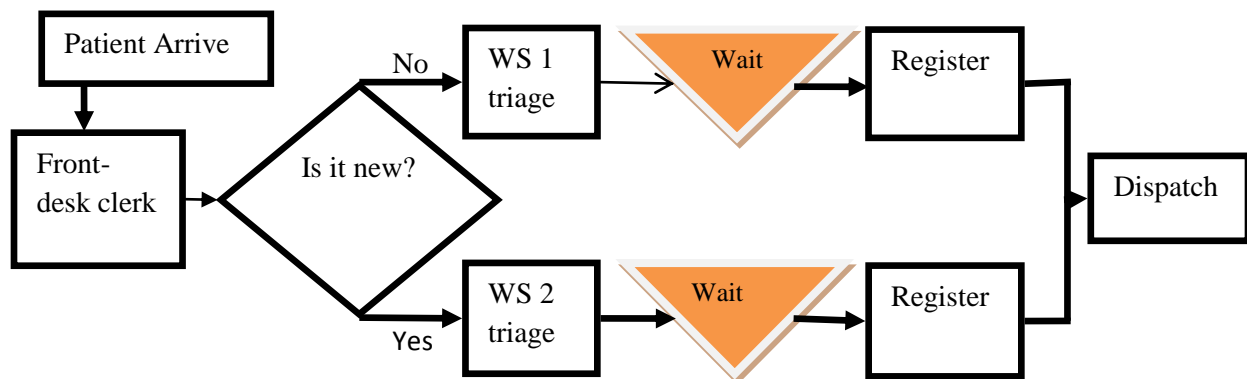 Patient Arrive
Front-
desk clerk
Is it new?
No
WS 1
triage
Wait
Register
Yes
WS 2
triage
Wait
Register
Dispatch